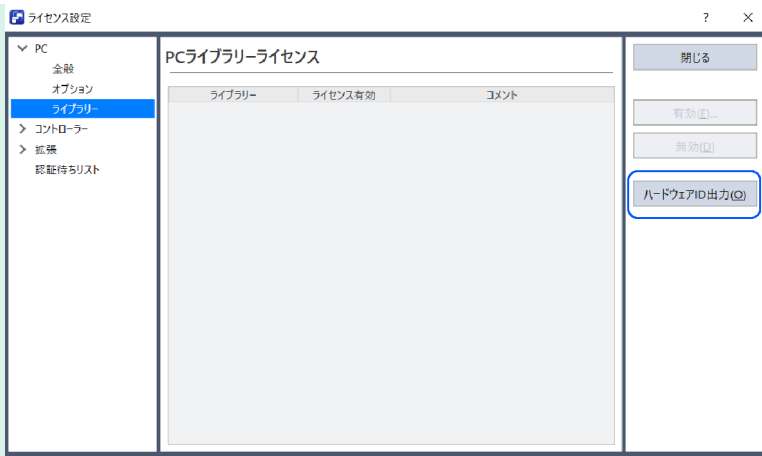 ライセンス設定
? ×
PC
全般
オプション
ライブラリー
コントローラー
拡張
認証待ちリスト
PCライブラリーライセンス
ライブラリー ライセンス有効 コメント
閉じる
有効(E)...
無効(D)
ハードウェアID出力(O)